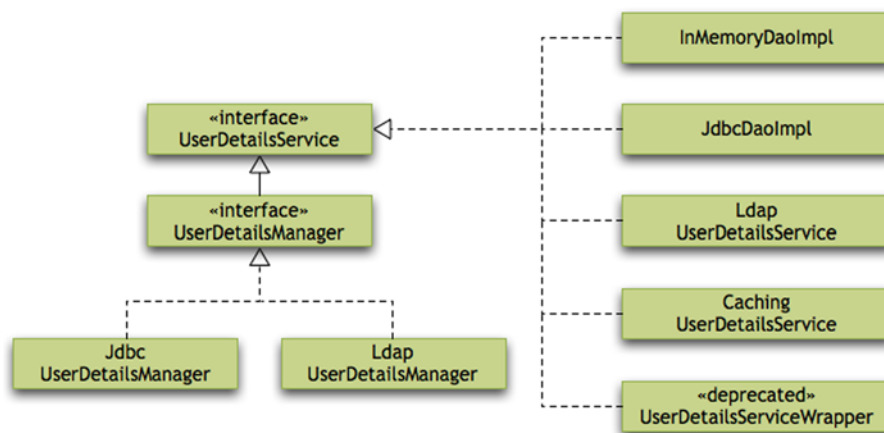 InMemoryDaoImpl
«interface»
UserDetailsService
JdbcDaoImpl
«interface»
UserDetailsManager
Ldap
UserDetailsService
Caching
UserDetailsService
Jdbc
UserDetailsManager
Ldap
UserDetailsManager
«deprecated»
UserDetailsServiceWrapper